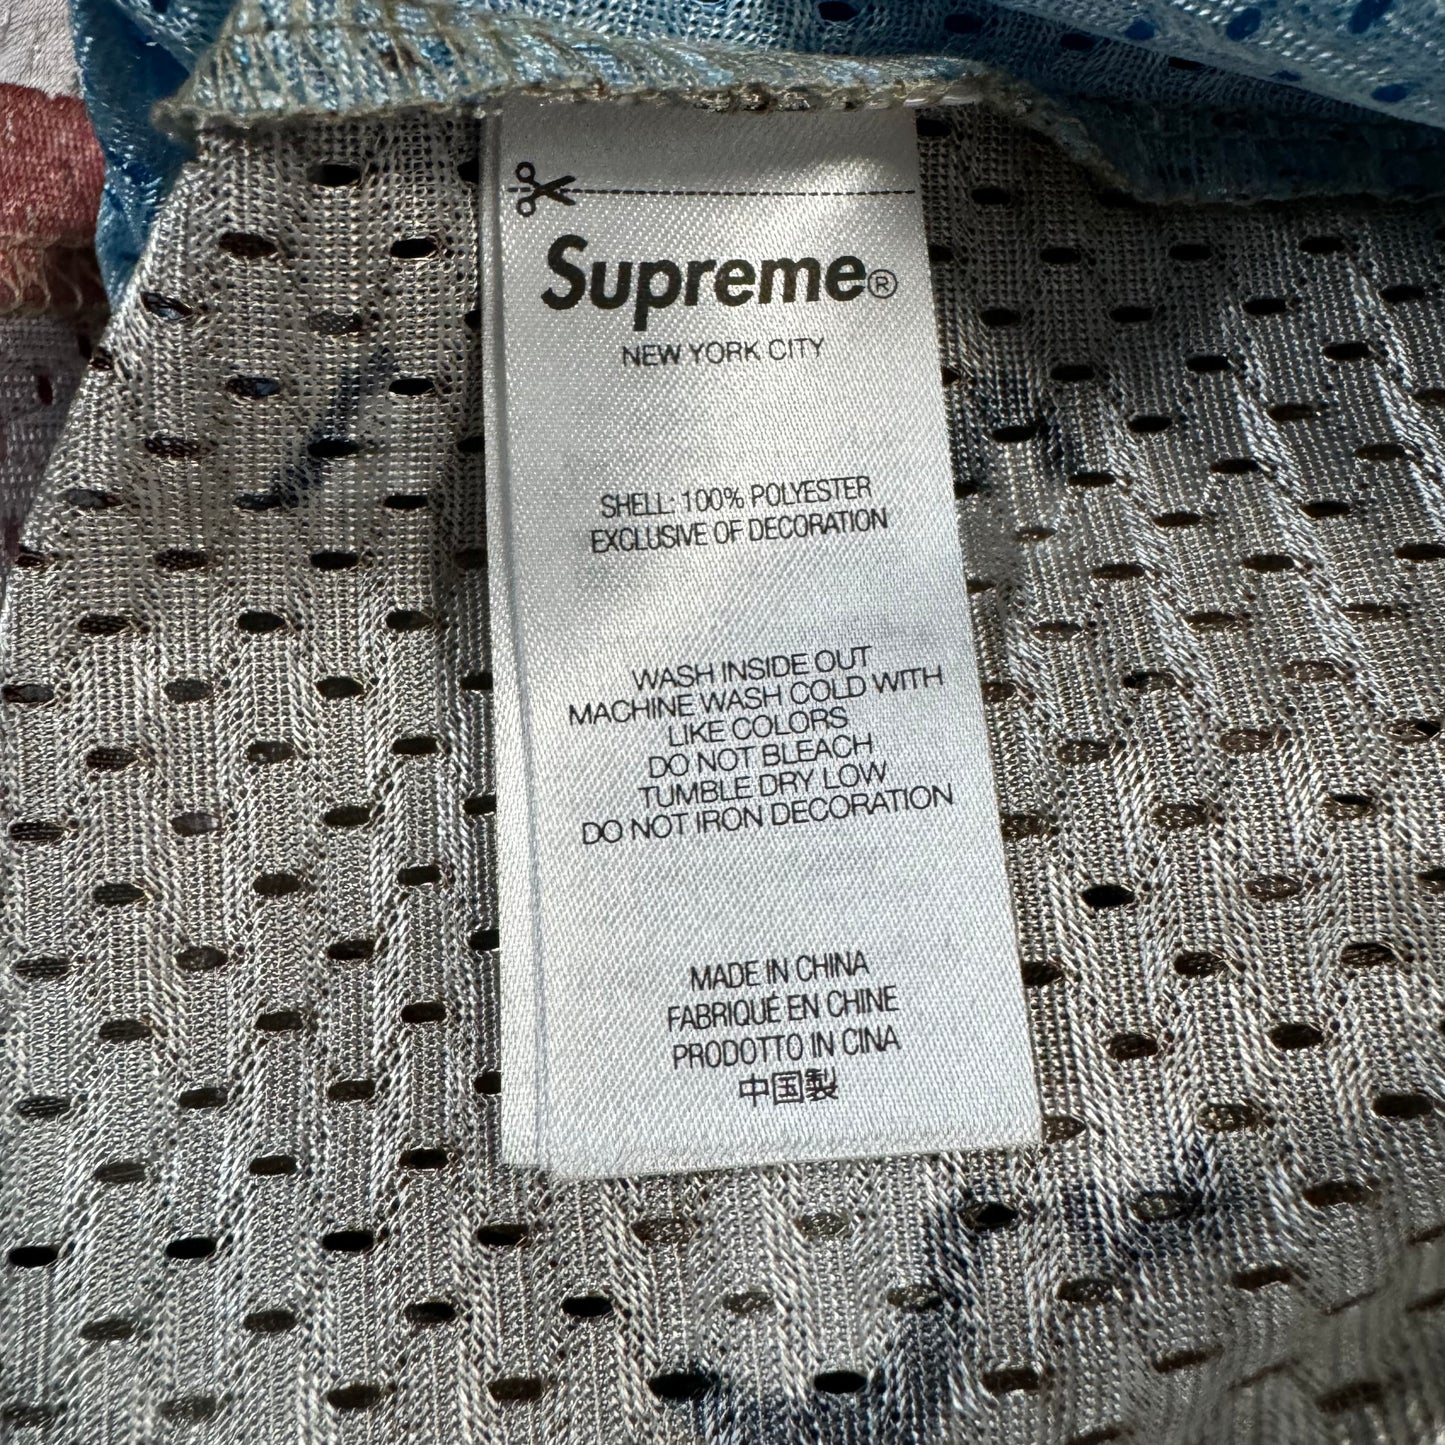 Supreme®
NEW YORK CITY
SHELL: 100% POLYESTER
EXCLUSIVE OF DECORATION
WASH INSIDE OUT
MACHINE WASH COLD WITH
LIKE COLORS
DO NOT BLEACH
TUMBLE DRY LOW
DO NOT IRON DECORATION
MADE IN CHINA
FABRIQUÉ EN CHINE
PRODOTTO IN CINA
中国製